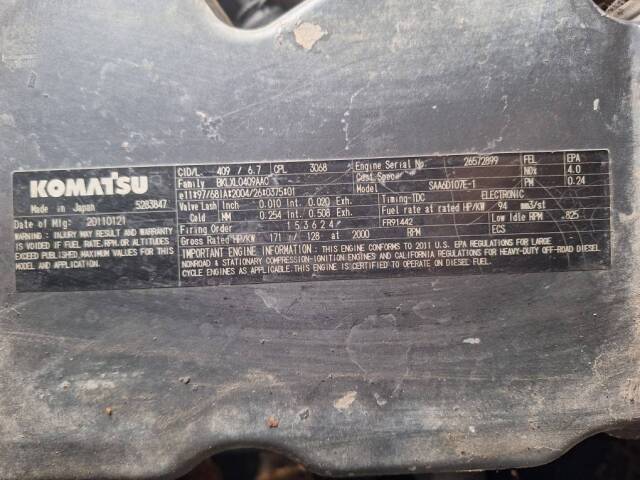 KOMATSU
Made in Japan 5283847
Date of Mfg. 20110121
WARNING : INJURY MAY RESULT AND WARRANTY
IS VOIDED IF FUEL RATE.RPM.OR ALTITUDES
EXCEED PUBLISHED MAXIMUM VALUES FOR THIS
MODEL AND APPLICATION.
CID/L 409 / 6.7 CPL 3068 Engine Serial No. 26572899 FEL EPA
Family BKLXL0409AAC Cust Spec. NOx 4.0
e11*97/68IA*2004/26*0375*01 Model SAA6D107E-1 PM 0.24
Valve Lash Inch 0.010 Int. 0.020 Exh. Timing-TDC ELECTRONIC
Cold MM 0.254 Int. 0.508 Exh. Fuel rate at rated HP/KW 94 mm3/st
Firing Order 153624 FR91442 Low Idle RPM 825
Gross Rated HP/KW 171 / 128 at 2000 RPM ECS
IMPORTANT ENGINE INFORMATION : THIS ENGINE CONFORMS TO 2011 U.S. EPA REGULATIONS FOR LARGE
NONROAD & STATIONARY COMPRESSION-IGNITION ENGINES AND CALIFORNIA REGULATIONS FOR HEAVY-DUTY OFF-ROAD DIESEL
CYCLE ENGINES AS APPLICABLE.THIS ENGINE IS CERTIFIED TO OPERATE ON DIESEL FUEL.